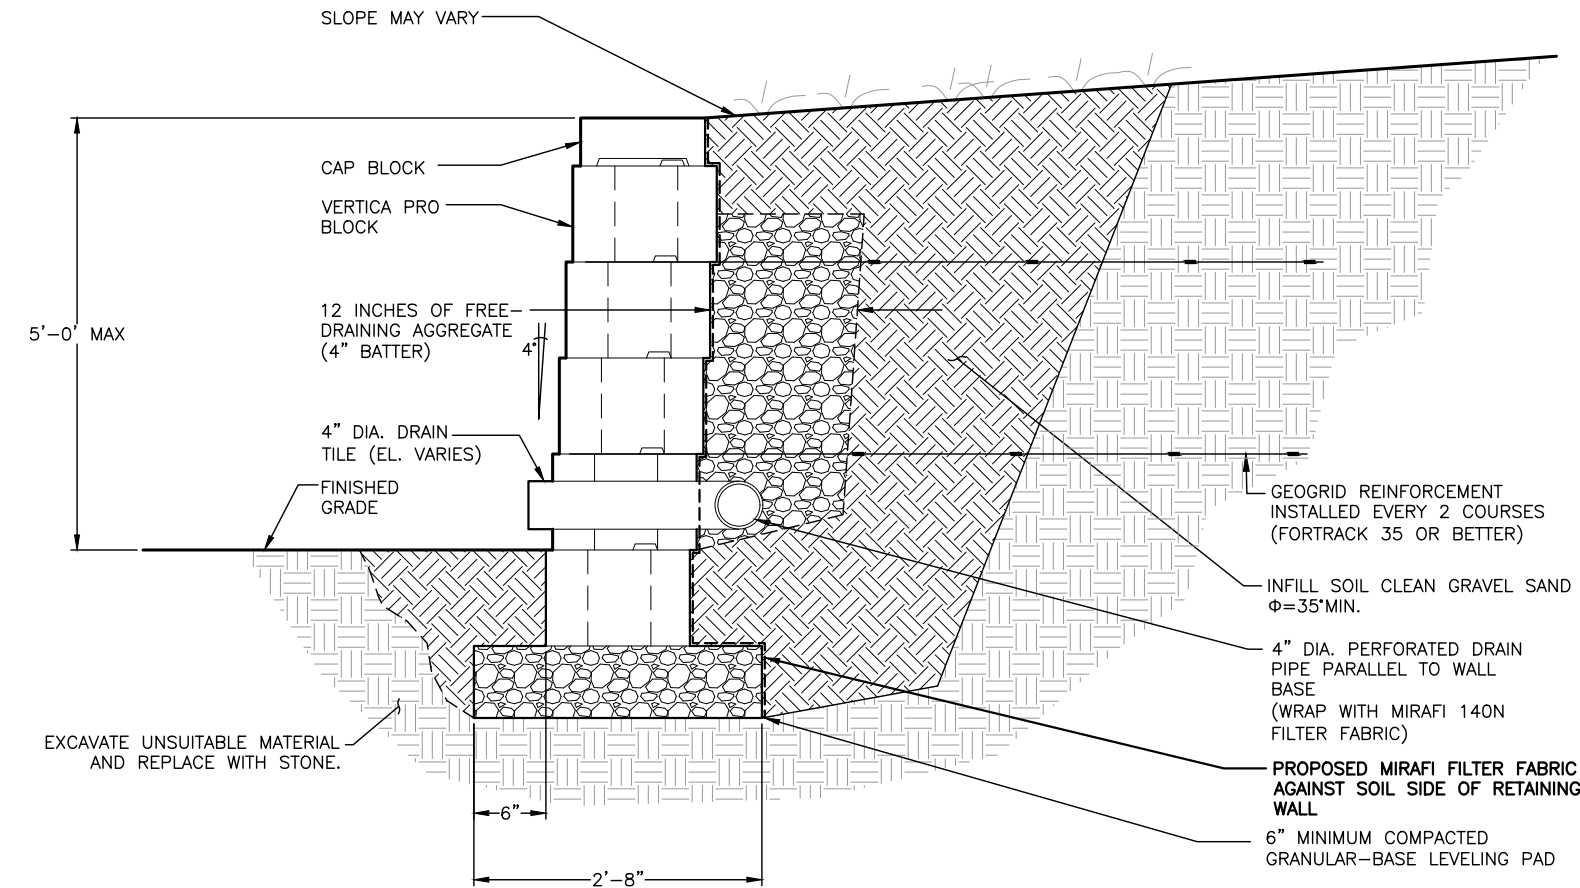 SLOPE MAY VARY
CAP BLOCK
VERTICA PRO
BLOCK
12 INCHES OF FREE-
DRAINING AGGREGATE
(4" BATTER)
4°
5'-0' MAX
4" DIA. DRAIN
TILE (EL. VARIES)
FINISHED
GRADE
EXCAVATE UNSUITABLE MATERIAL
AND REPLACE WITH STONE.
6"
2'-8"
GEOGRID REINFORCEMENT
INSTALLED EVERY 2 COURSES
(FORTRACK 35 OR BETTER)
INFILL SOIL CLEAN GRAVEL SAND
Φ=35°MIN.
4" DIA. PERFORATED DRAIN
PIPE PARALLEL TO WALL
BASE
(WRAP WITH MIRAFI 140N
FILTER FABRIC)
PROPOSED MIRAFI FILTER FABRIC
AGAINST SOIL SIDE OF RETAINING
WALL
6" MINIMUM COMPACTED
GRANULAR-BASE LEVELING PAD